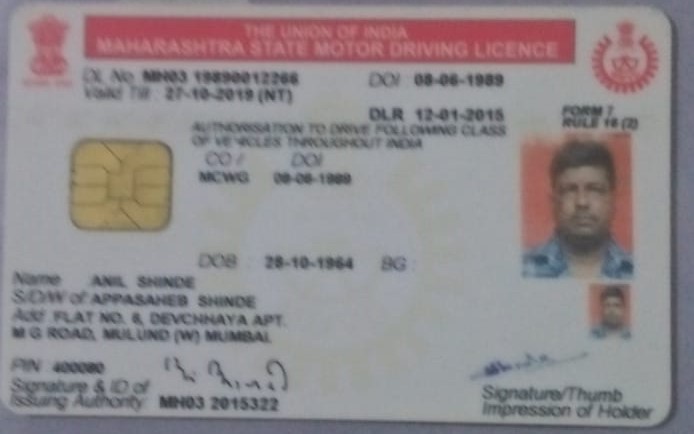 THE UNION OF INDIA
MAHARASHTRA STATE MOTOR DRIVING LICENCE
DL No MH03 19890012266 DOI 08-06-1989
Valid Till : 27-10-2019 (NT)
DLR 12-01-2015
FORM 7
RULE 16 (2)
AUTHORISATION TO DRIVE FOLLOWING CLASS
OF VEHICLES THROUGHOUT INDIA
COV DOI
MCWG 08-06-1989
DOB : 28-10-1964 BG :
Name ANIL SHINDE
S/D/W of APPASAHEB SHINDE
Add FLAT NO. 6, DEVCHHAYA APT.
M G ROAD, MULUND (W) MUMBAI.
PIN 400080
Signature & ID of
Issuing Authority MH03 2015322
Signature/Thumb
Impression of Holder